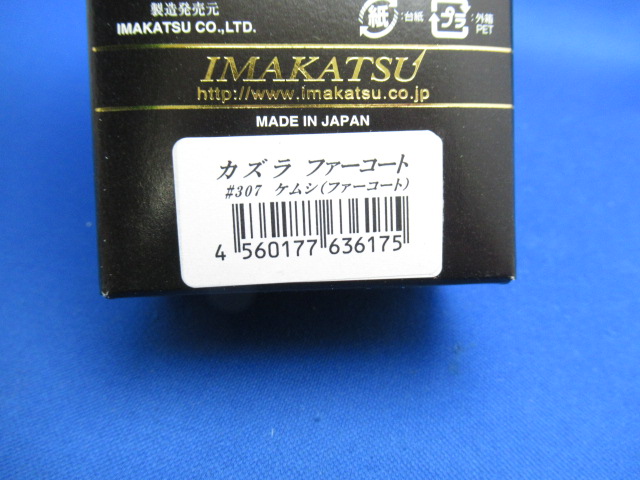 製造発売元
IMAKATSU CO.,LTD.
紙
:台紙
プラ
:外箱
PET
IMAKATSU
http://www.imakatsu.co.jp
MADE IN JAPAN
カズラ ファーコート
#307 ケムシ(ファーコート)
4 560177 636175